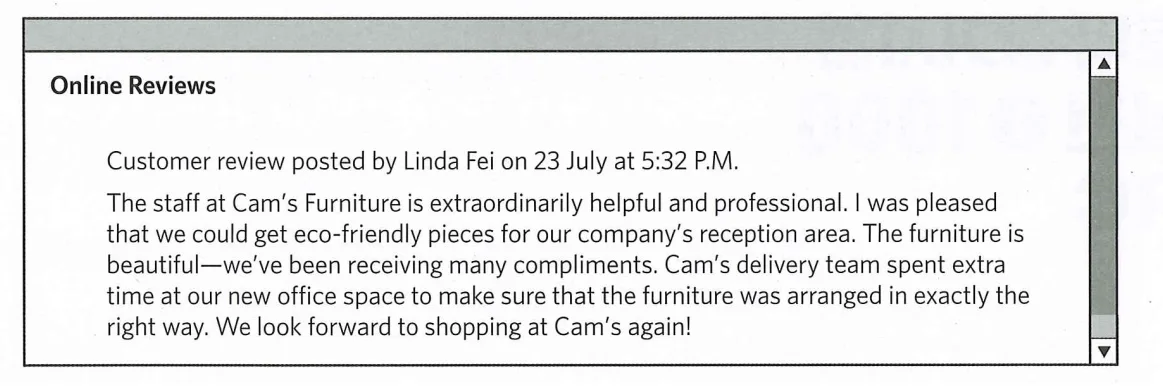 Online Reviews
Customer review posted by Linda Fei on 23 July at 5:32 P.M.
The staff at Cam's Furniture is extraordinarily helpful and professional. I was pleased
that we could get eco-friendly pieces for our company's reception area. The furniture is
beautiful—we've been receiving many compliments. Cam's delivery team spent extra
time at our new office space to make sure that the furniture was arranged in exactly the
right way. We look forward to shopping at Cam's again!